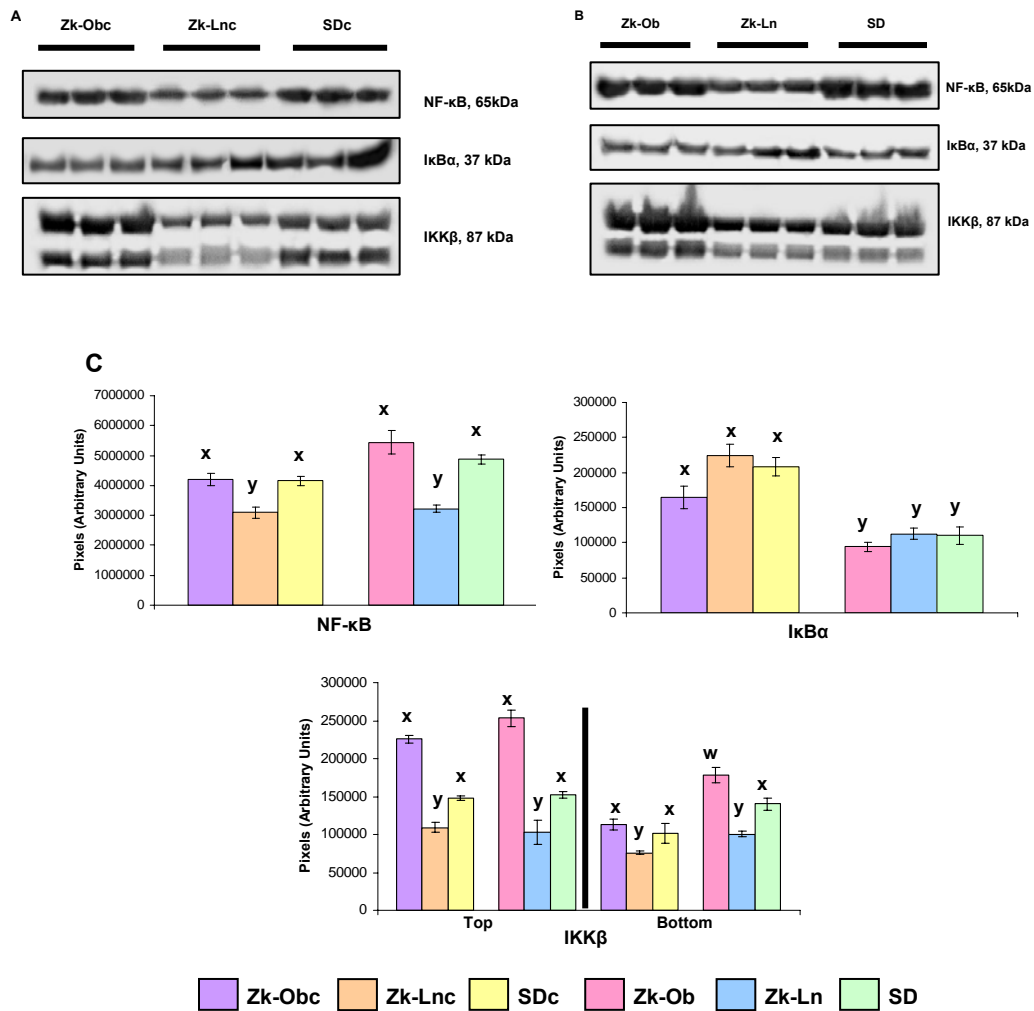 A
Zk-Obc Zk-Lnc SDc
NF-κB, 65kDa
IκBα, 37 kDa
IKKβ, 87 kDa
B
Zk-Ob Zk-Ln SD
NF-κB, 65kDa
IκBα, 37 kDa
IKKβ, 87 kDa
C
Pixels (Arbitrary Units)
7000000
6000000
5000000
4000000
3000000
2000000
1000000
0
x y x x y x
NF-κB
Pixels (Arbitrary Units)
300000
250000
200000
150000
100000
50000
0
x x x y y y
IκBα
Pixels (Arbitrary Units)
300000
250000
200000
150000
100000
50000
0
x y x x y x x y x w y x
Top Bottom
IKKβ
Zk-Obc Zk-Lnc SDc Zk-Ob Zk-Ln SD